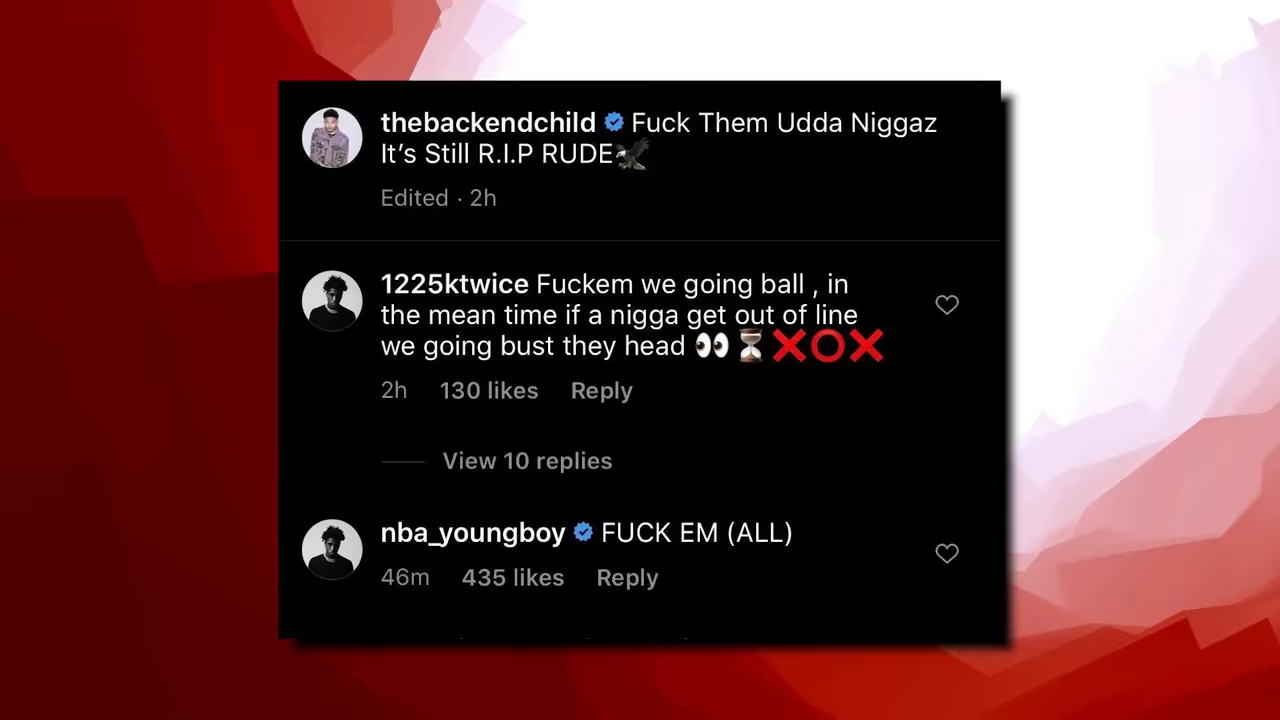 thebackendchild Fuck Them Udda Niggaz
It’s Still R.I.P RUDE🦅
Edited · 2h
1225ktwice Fuckem we going ball , in
the mean time if a nigga get out of line
we going bust they head 👀⏳❌⭕❌
2h 130 likes Reply
View 10 replies
nba_youngboy FUCK EM (ALL)
46m 435 likes Reply